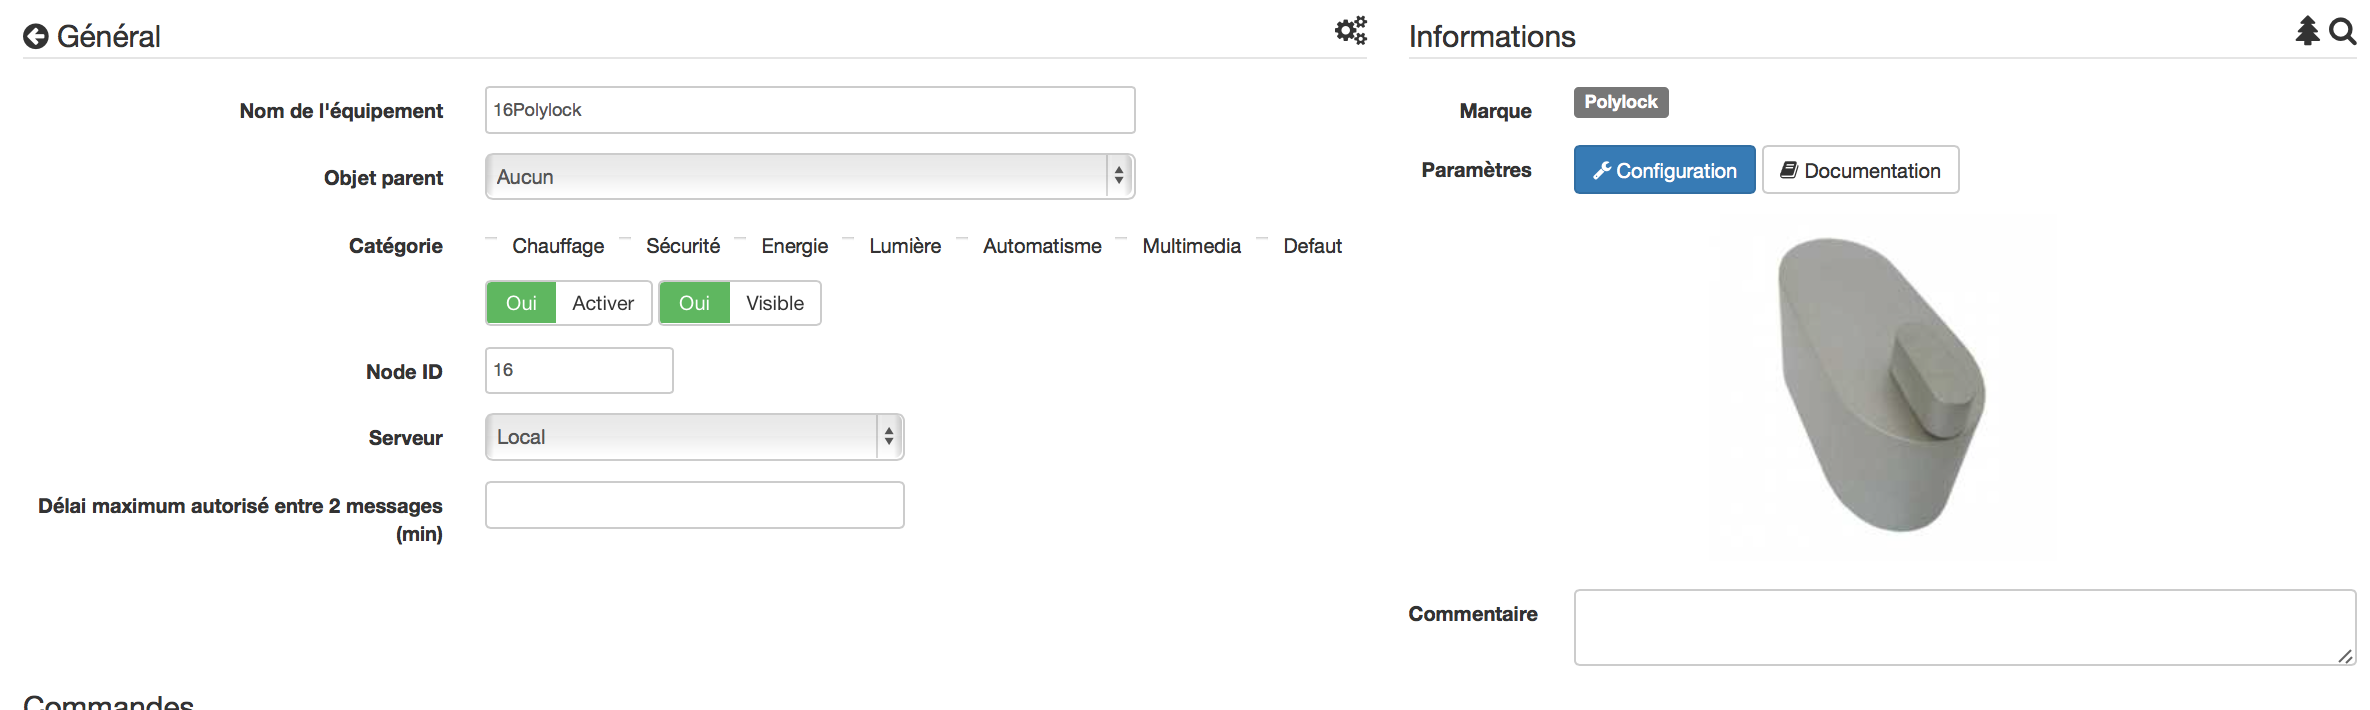 Général
Nom de l'équipement
16Polylock
Objet parent
Aucun
Catégorie
Chauffage Sécurité Energie Lumière Automatisme Multimedia Defaut
Oui Activer Oui Visible
Node ID
16
Serveur
Local
Délai maximum autorisé entre 2 messages
(min)
Informations
Marque
Polylock
Paramètres
Configuration Documentation
Commentaire
Commandes